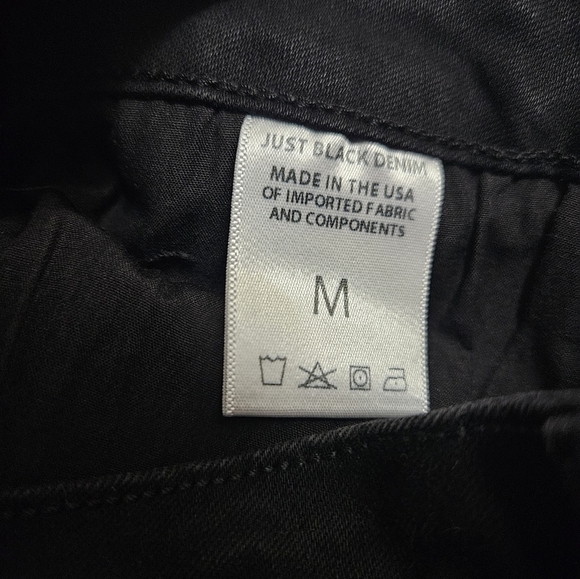 JUST BLACK DENIM
MADE IN THE USA
OF IMPORTED FABRIC
AND COMPONENTS
M